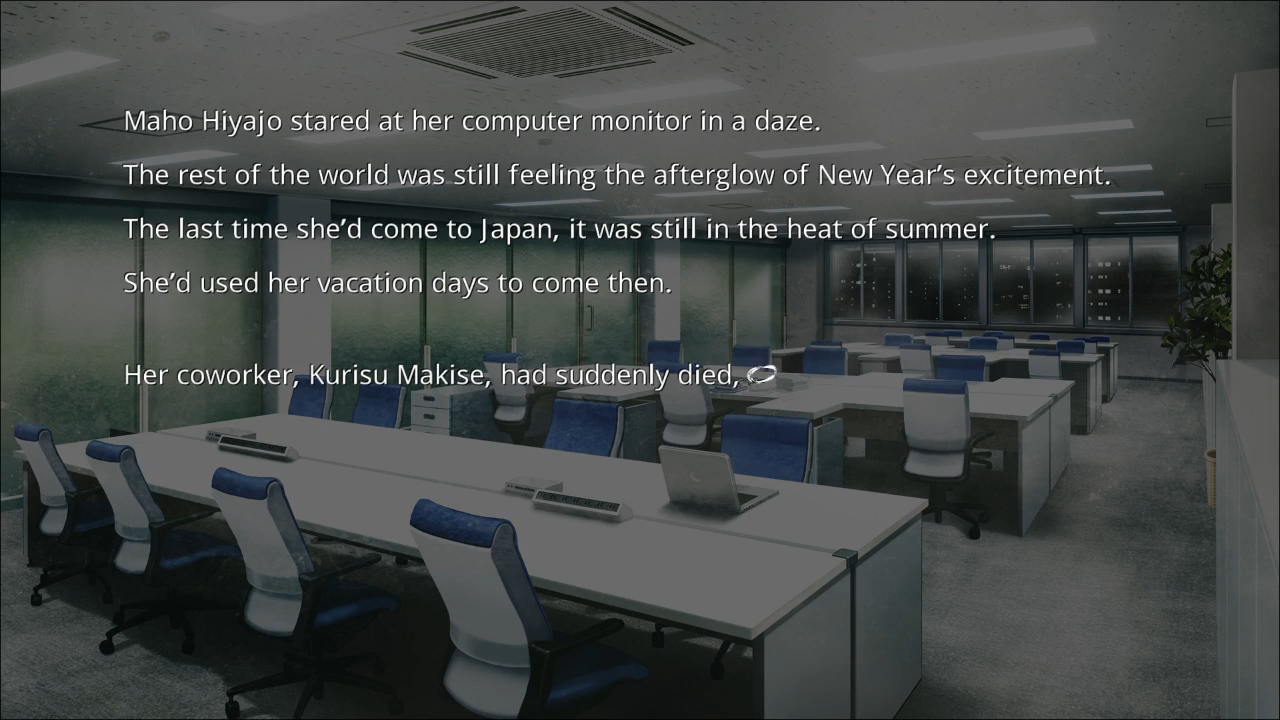 Maho Hiyajo stared at her computer monitor in a daze.
The rest of the world was still feeling the afterglow of New Year's excitement.
The last time she'd come to Japan, it was still in the heat of summer.
She'd used her vacation days to come then.
Her coworker, Kurisu Makise, had suddenly died,